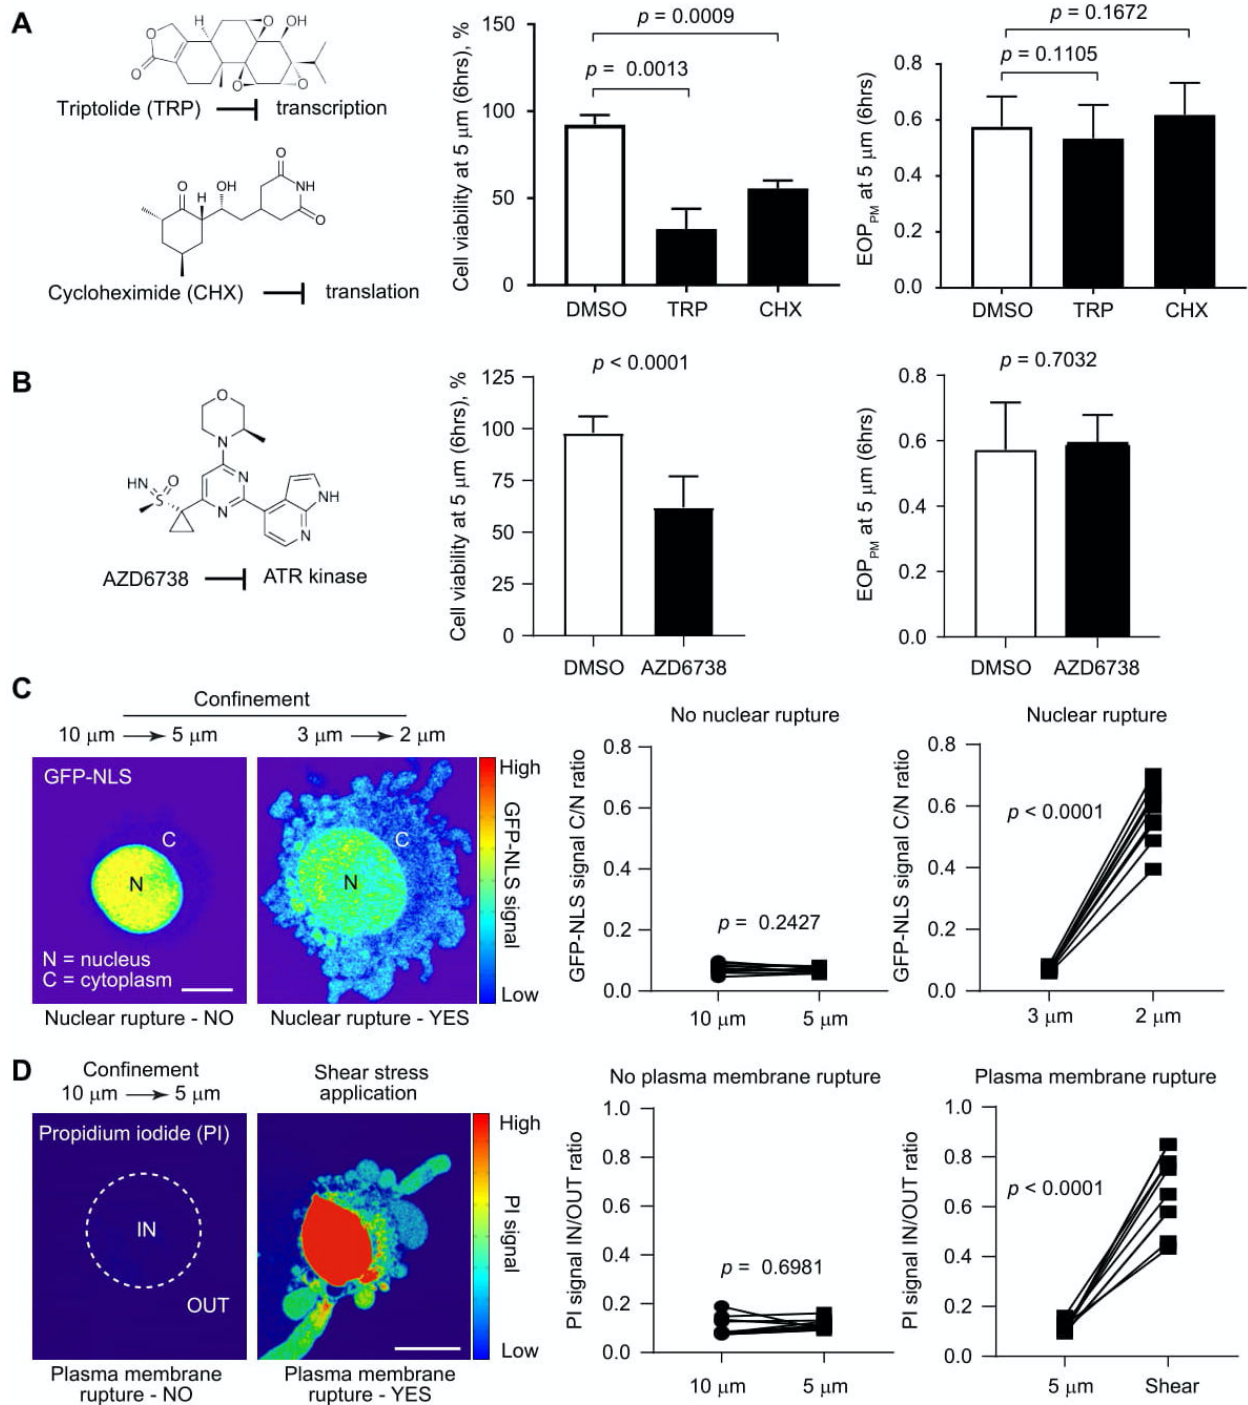 A
O
O
H
O
OH
O
O
Triptolide (TRP) transcription
O
OH
H
O
NH
O
Cycloheximide (CHX) translation
Cell viability at 5 µm (6hrs), %
150
100
50
0
p = 0.0009
p = 0.0013
DMSO TRP CHX
EOP_PM at 5 µm (6hrs)
0.8
0.6
0.4
0.2
0.0
p = 0.1672
p = 0.1105
DMSO TRP CHX
B
O
N
HN
O
S
N
N
NH
N
AZD6738 ATR kinase
Cell viability at 5 µm (6hrs), %
125
100
75
50
25
0
p < 0.0001
DMSO AZD6738
EOP_PM at 5 µm (6hrs)
0.8
0.6
0.4
0.2
0.0
p = 0.7032
DMSO AZD6738
C
Confinement
10 µm → 5 µm 3 µm → 2 µm
GFP-NLS
C
N
N = nucleus
C = cytoplasm
Nuclear rupture - NO
C
N
Nuclear rupture - YES
High
GFP-NLS signal
Low
No nuclear rupture
GFP-NLS signal C/N ratio
0.8
0.6
0.4
0.2
0.0
p = 0.2427
10 µm 5 µm
Nuclear rupture
GFP-NLS signal C/N ratio
0.8
0.6
0.4
0.2
0.0
p < 0.0001
3 µm 2 µm
D
Confinement
10 µm → 5 µm
Propidium iodide (PI)
IN
OUT
Plasma membrane
rupture - NO
Shear stress
application
Plasma membrane
rupture - YES
High
PI signal
Low
No plasma membrane rupture
PI signal IN/OUT ratio
1.0
0.8
0.6
0.4
0.2
0.0
p = 0.6981
10 µm 5 µm
Plasma membrane rupture
PI signal IN/OUT ratio
1.0
0.8
0.6
0.4
0.2
0.0
p < 0.0001
5 µm Shear